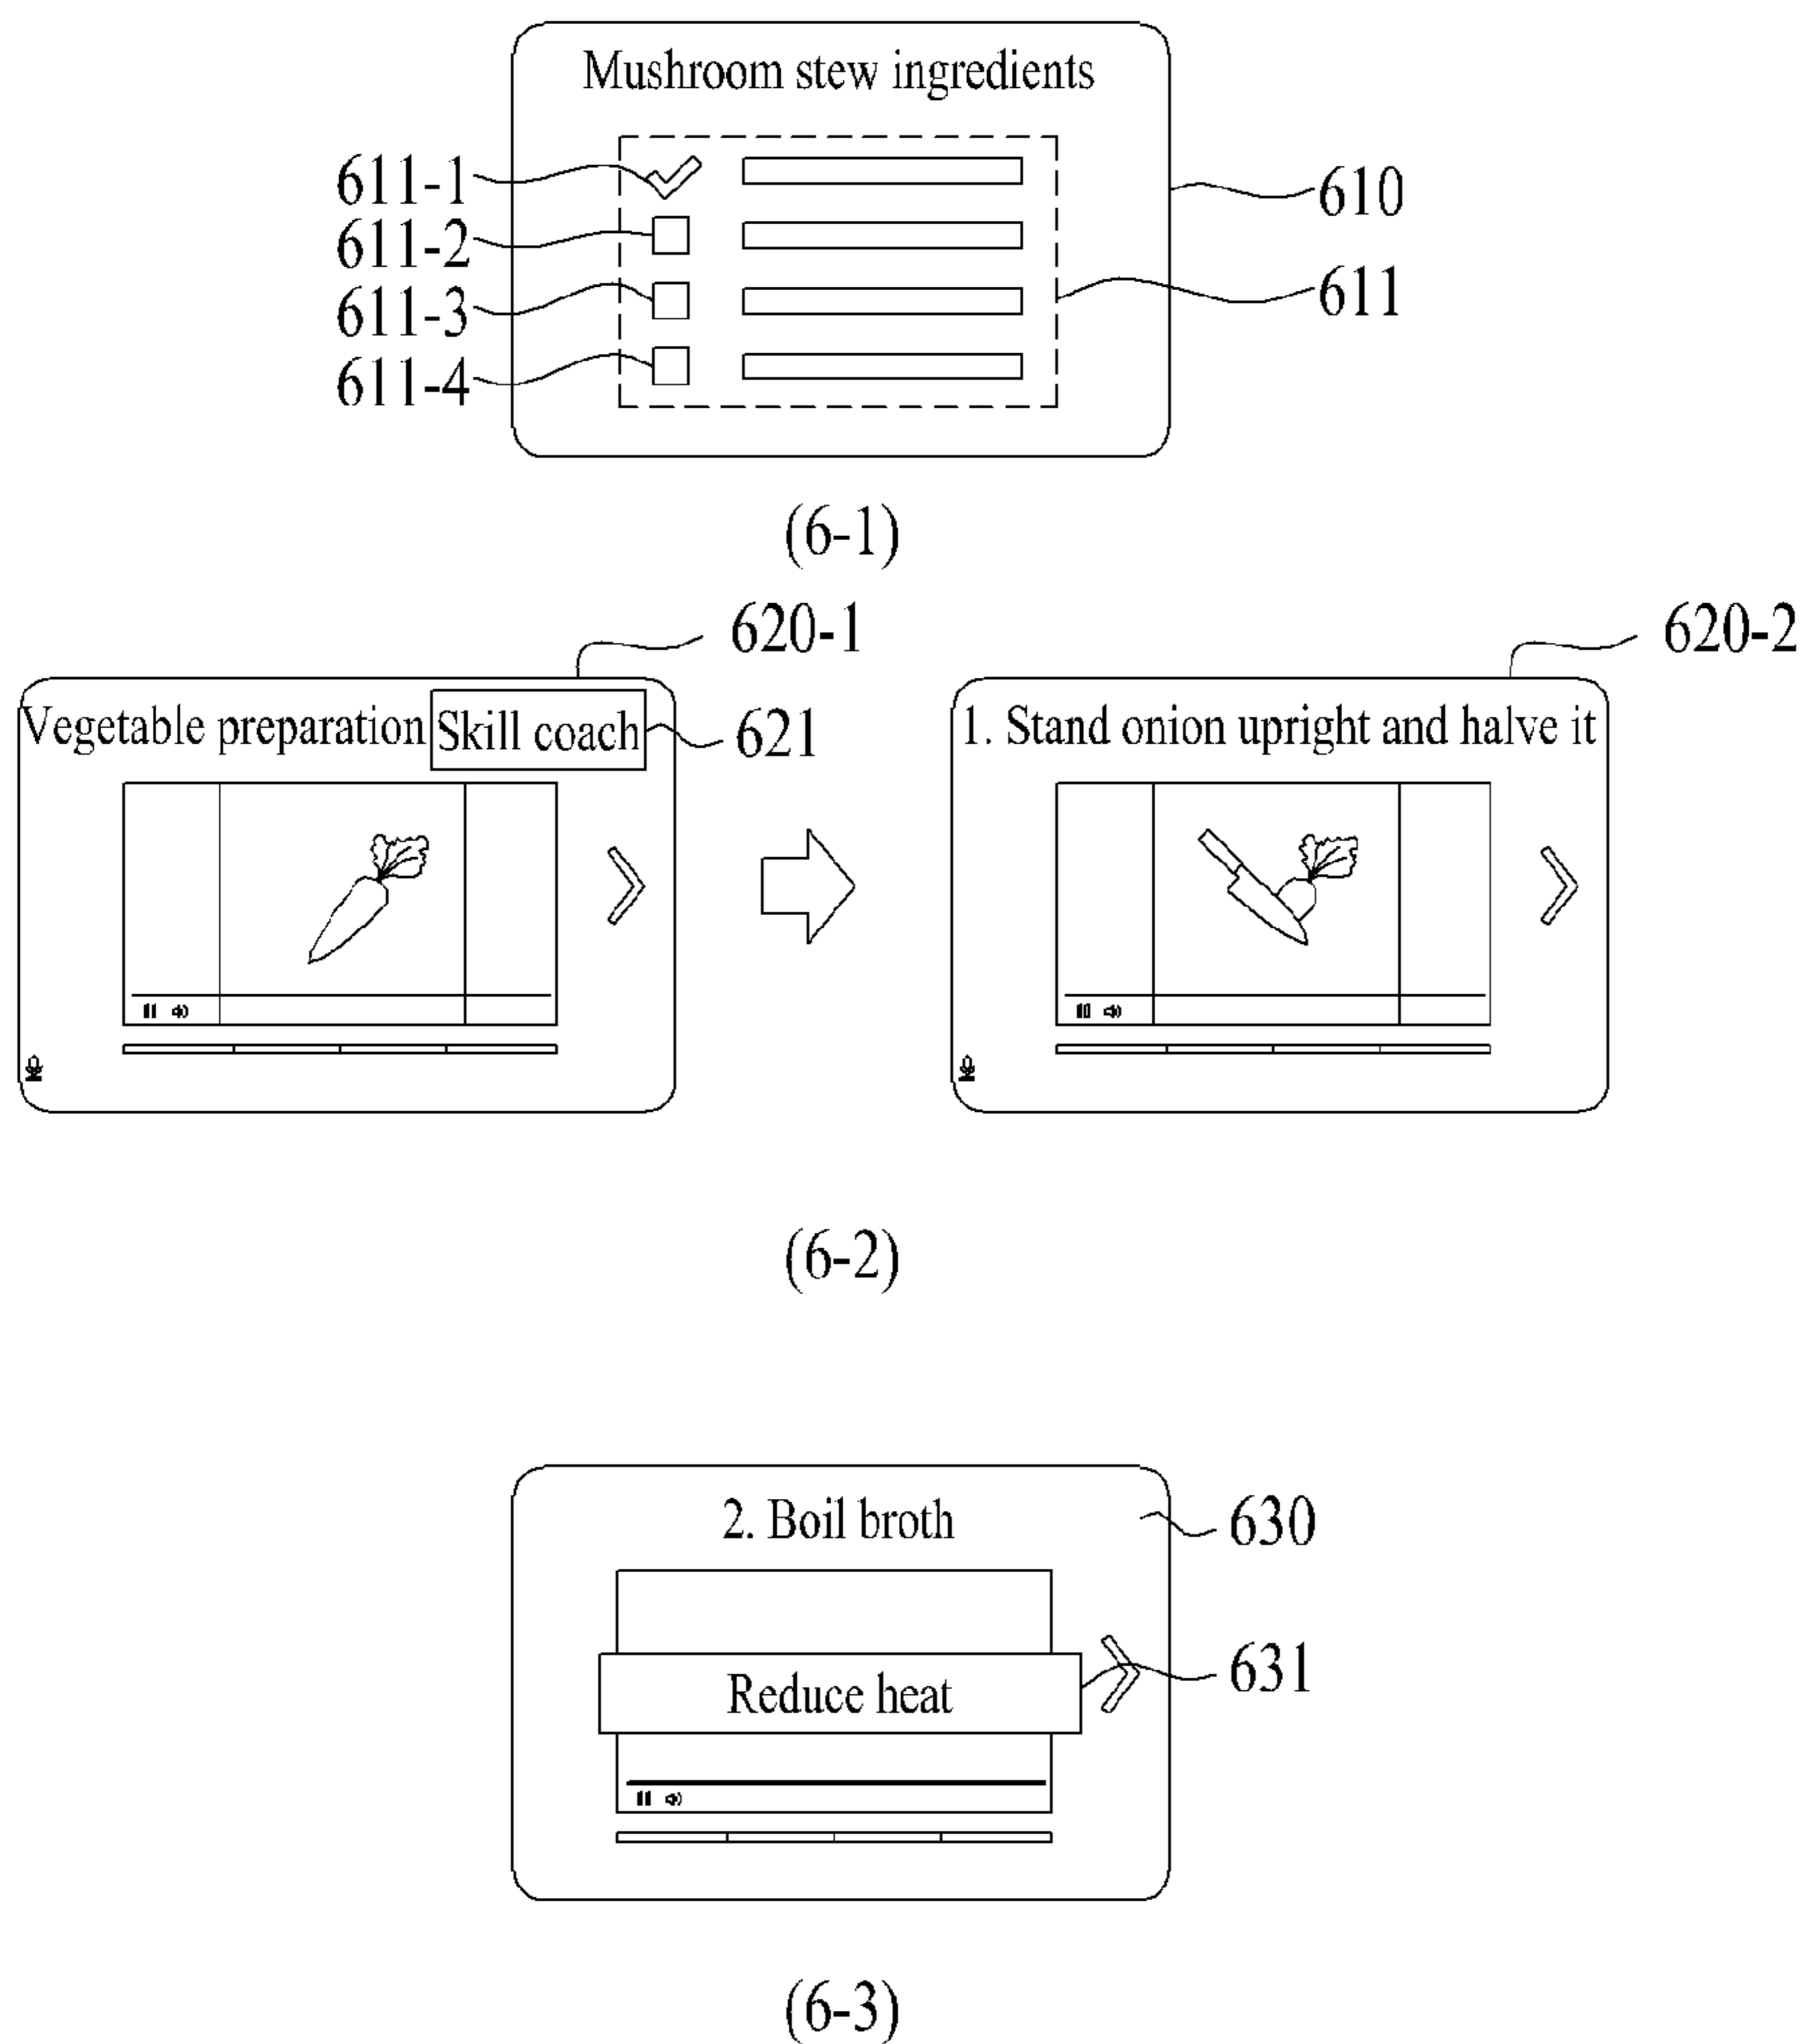 Mushroom stew ingredients
611-1
611-2
611-3
611-4
610
611
(6-1)
620-1
620-2
Vegetable preparation Skill coach
621
1. Stand onion upright and halve it
(6-2)
2. Boil broth
630
Reduce heat
631
(6-3)